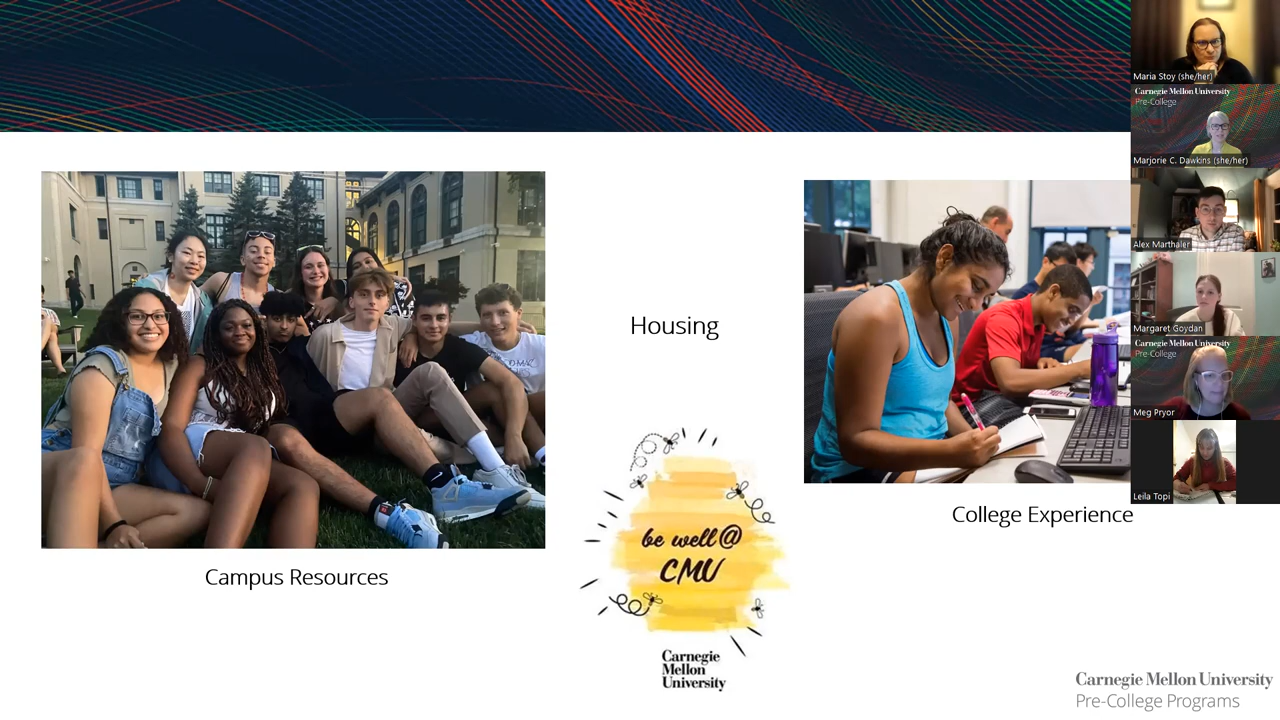 Housing
be well@
CMU
Carnegie
Mellon
University
Campus Resources
College Experience
Carnegie Mellon University
Pre-College Programs
Maria Stoy (she/her)
Carnegie Mellon University
Pre-College
Marjorie C. Dawkins (she/her)
Alex Marthaler
Margaret Goydan
Carnegie Mellon University
Pre-College
Meg Pryor
Leila Topi